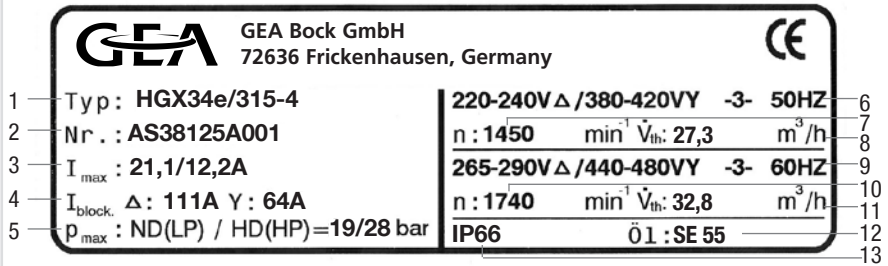 GEA
GEA Bock GmbH
72636 Frickenhausen, Germany
CE
1 Typ: HGX34e/315-4
2 Nr.: AS38125A001
3 I max : 21,1/12,2A
4 I block. Δ: 111A Y: 64A
5 p max : ND(LP) / HD(HP)=19/28 bar
220-240VΔ/380-420VY -3- 50HZ 6
7
n:1450 min⁻¹ V̇th: 27,3 m³/h 8
265-290VΔ/440-480VY -3- 60HZ 9
10
n:1740 min⁻¹ V̇th: 32,8 m³/h 11
IP66 Öl:SE 55 12
13